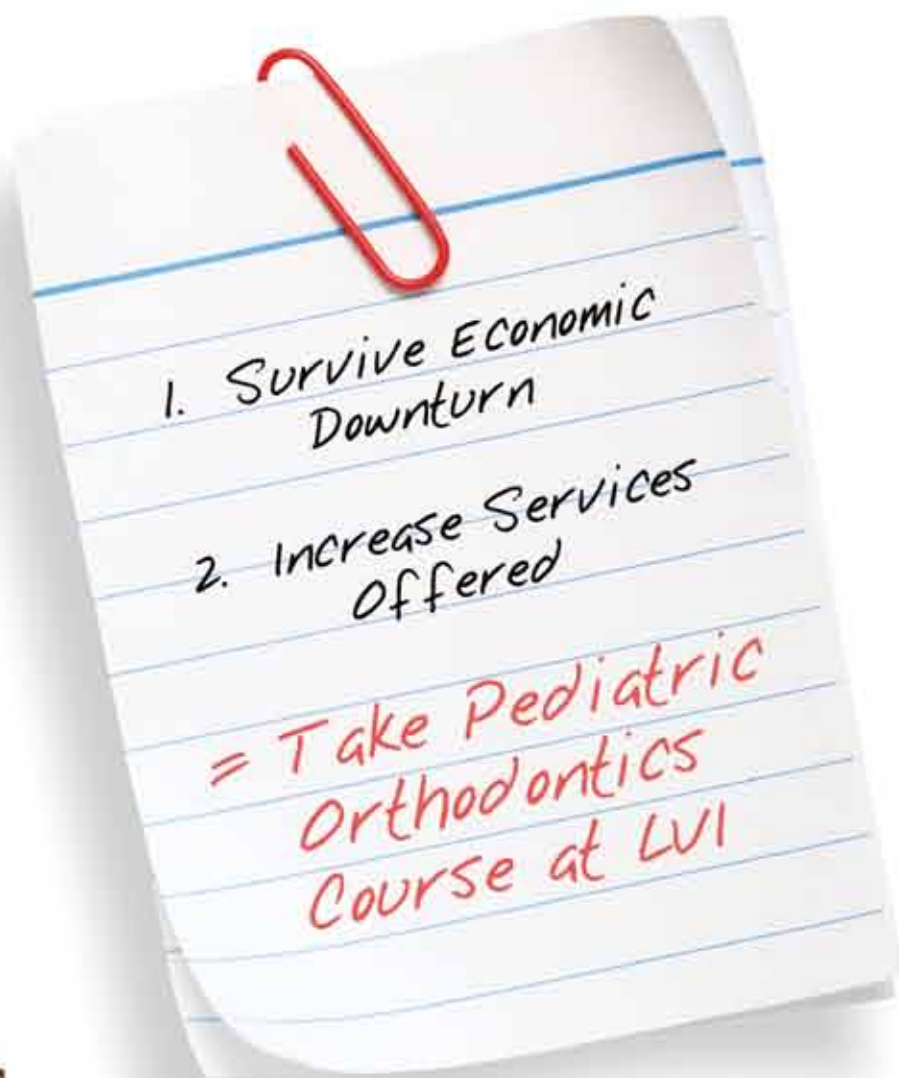 1. Survive Economic
Downturn
2. Increase Services
Offered
= Take Pediatric
Orthodontics
Course at LVI